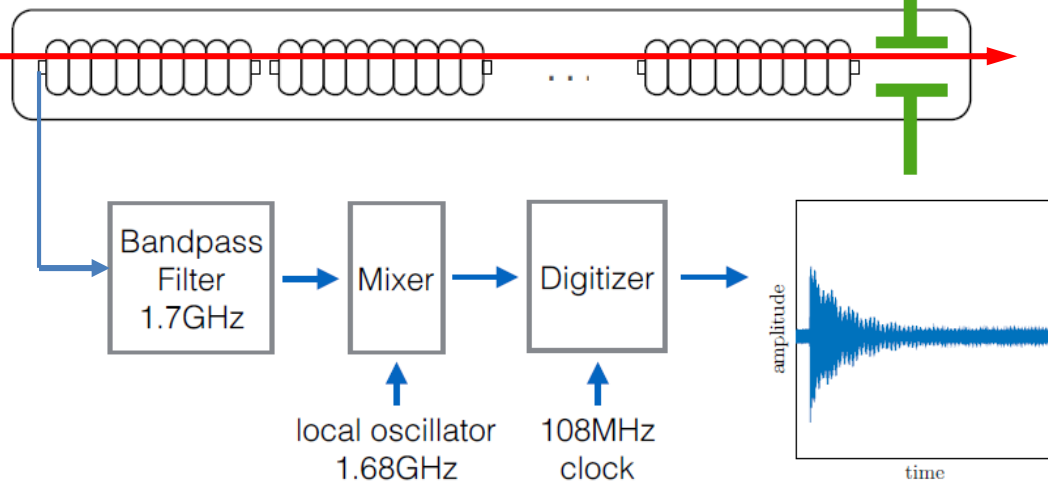 . . .
Bandpass
Filter
1.7GHz
Mixer
Digitizer
local oscillator
1.68GHz
108MHz
clock
amplitude
time